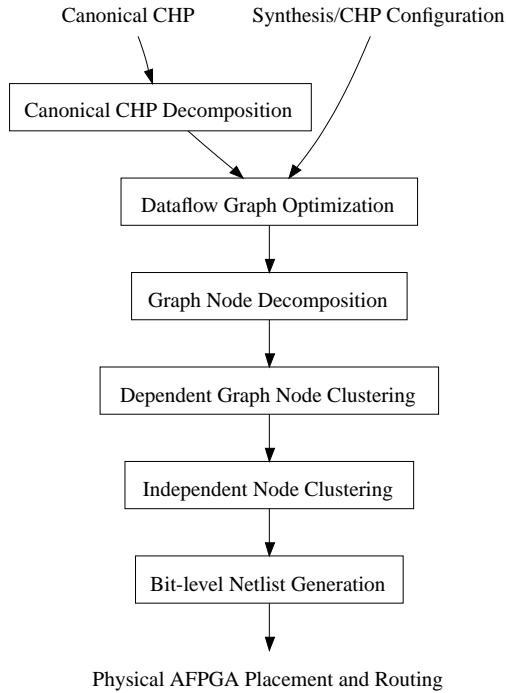 Canonical CHP
Synthesis/CHP Configuration
Canonical CHP Decomposition
Dataflow Graph Optimization
Graph Node Decomposition
Dependent Graph Node Clustering
Independent Node Clustering
Bit-level Netlist Generation
Physical AFPGA Placement and Routing